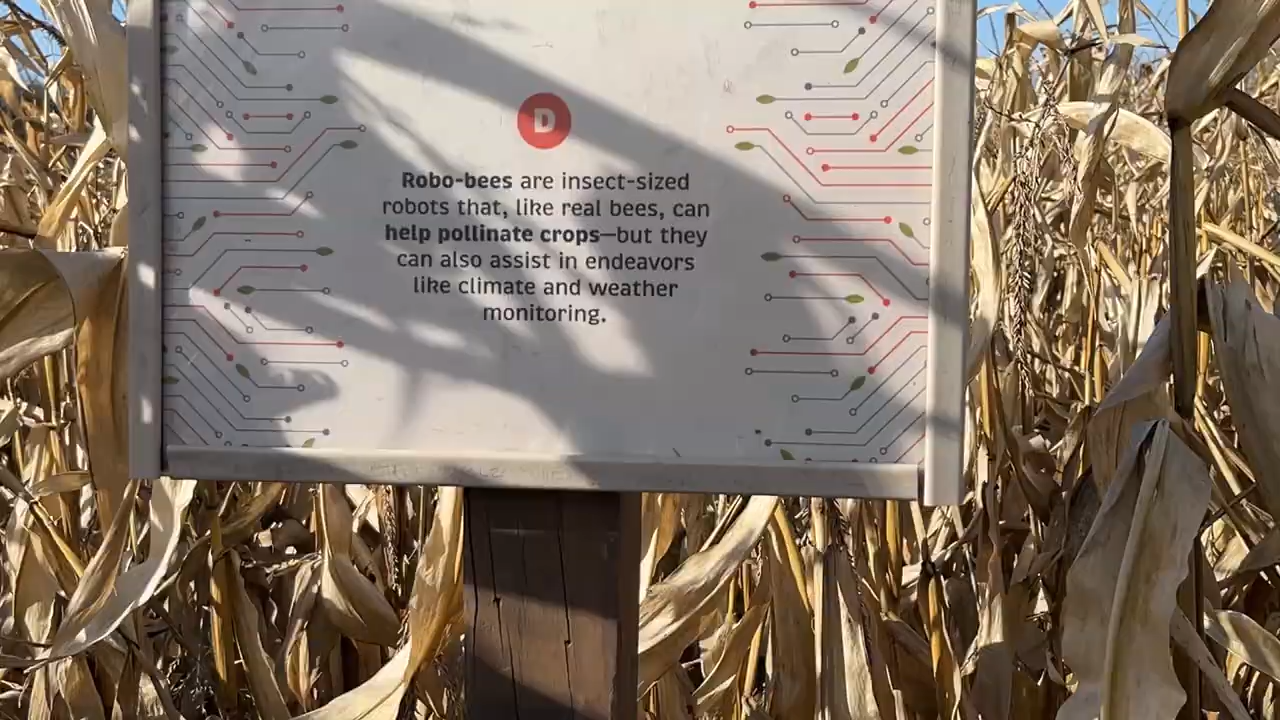 D
Robo-bees are insect-sized
robots that, like real bees, can
help pollinate crops—but they
can also assist in endeavors
like climate and weather
monitoring.